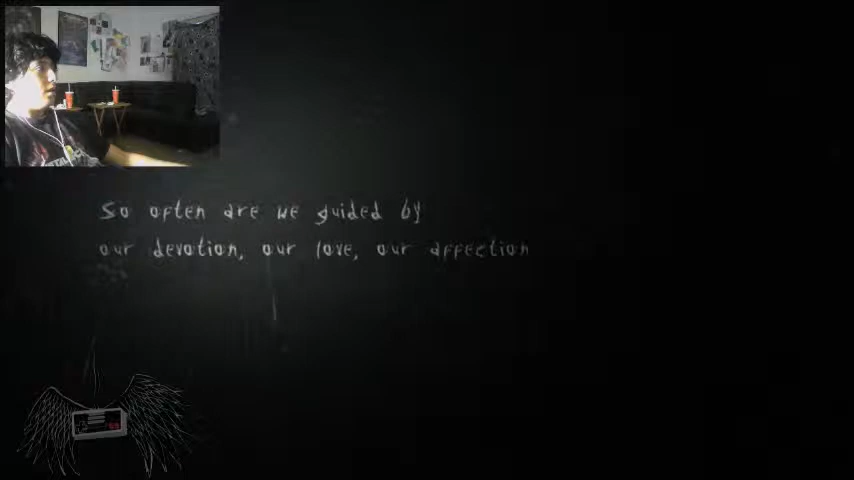 So often are we guided by
our devotion, our love, our affection